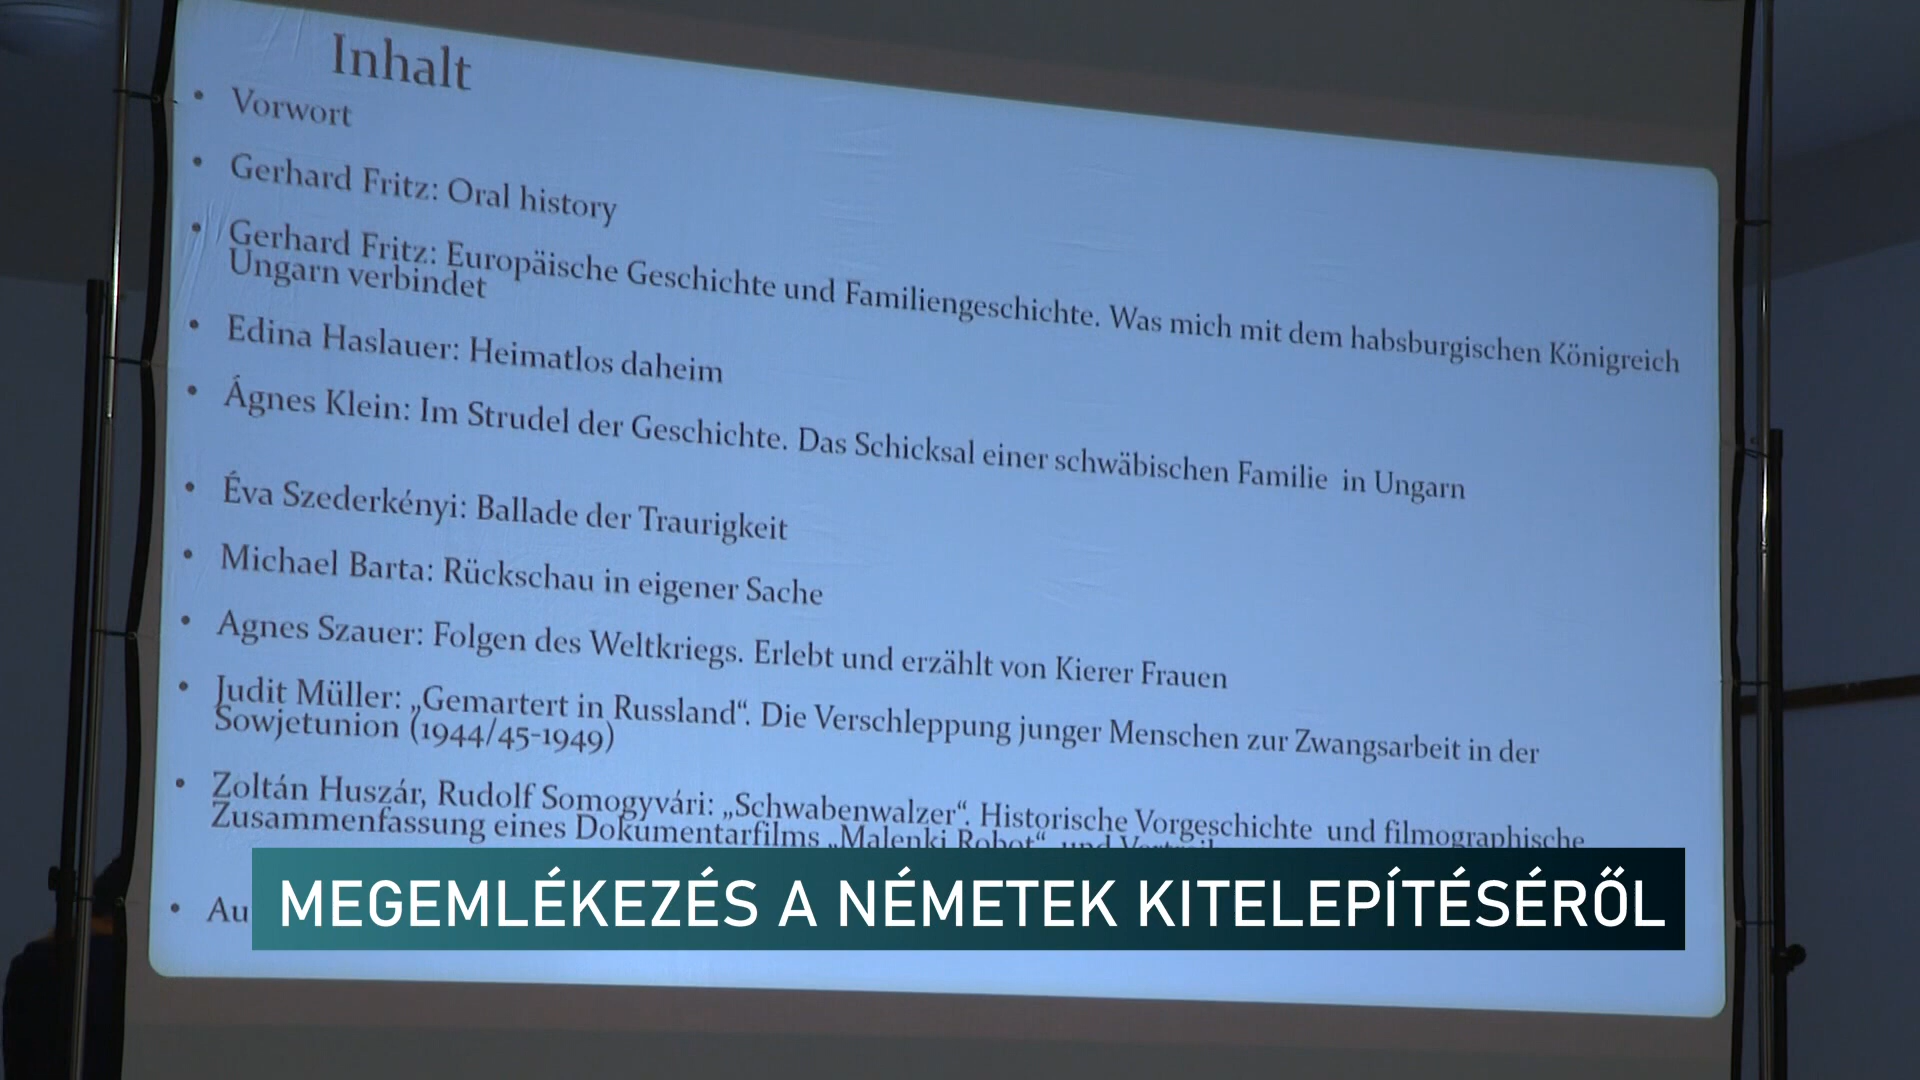 Inhalt
• Vorwort
• Gerhard Fritz: Oral history
• Gerhard Fritz: Europäische Geschichte und Familiengeschichte. Was mich mit dem habsburgischen Königreich
Ungarn verbindet
• Edina Haslauer: Heimatlos daheim
• Ágnes Klein: Im Strudel der Geschichte. Das Schicksal einer schwäbischen Familie in Ungarn
• Éva Szederkényi: Ballade der Traurigkeit
• Michael Barta: Rückschau in eigener Sache
• Agnes Szauer: Folgen des Weltkriegs. Erlebt und erzählt von Kierer Frauen
• Judit Müller: „Gemartert in Russland“. Die Verschleppung junger Menschen zur Zwangsarbeit in der
Sowjetunion (1944/45-1949)
• Zoltán Huszár, Rudolf Somogyvári: „Schwabenwalzer“. Historische Vorgeschichte und filmographische
Zusammenfassung eines Dokumentarfilms „Malenki Robot“ und
• Au
MEGEMLÉKEZÉS A NÉMETEK KITELEPÍTÉSÉRŐL